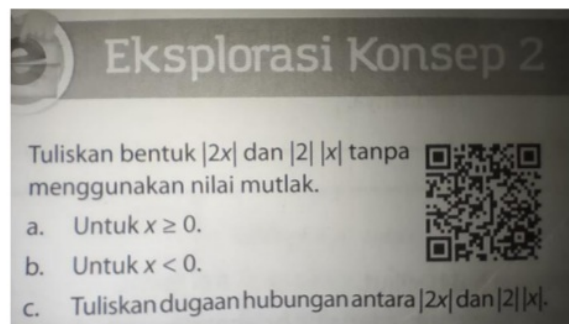 Eksplorasi Konsep 2
Tuliskan bentuk |2x| dan |2| |x| tanpa
menggunakan nilai mutlak.
a. Untuk x ≥ 0.
b. Untuk x < 0.
c. Tuliskan dugaan hubungan antara |2x| dan |2| |x|.